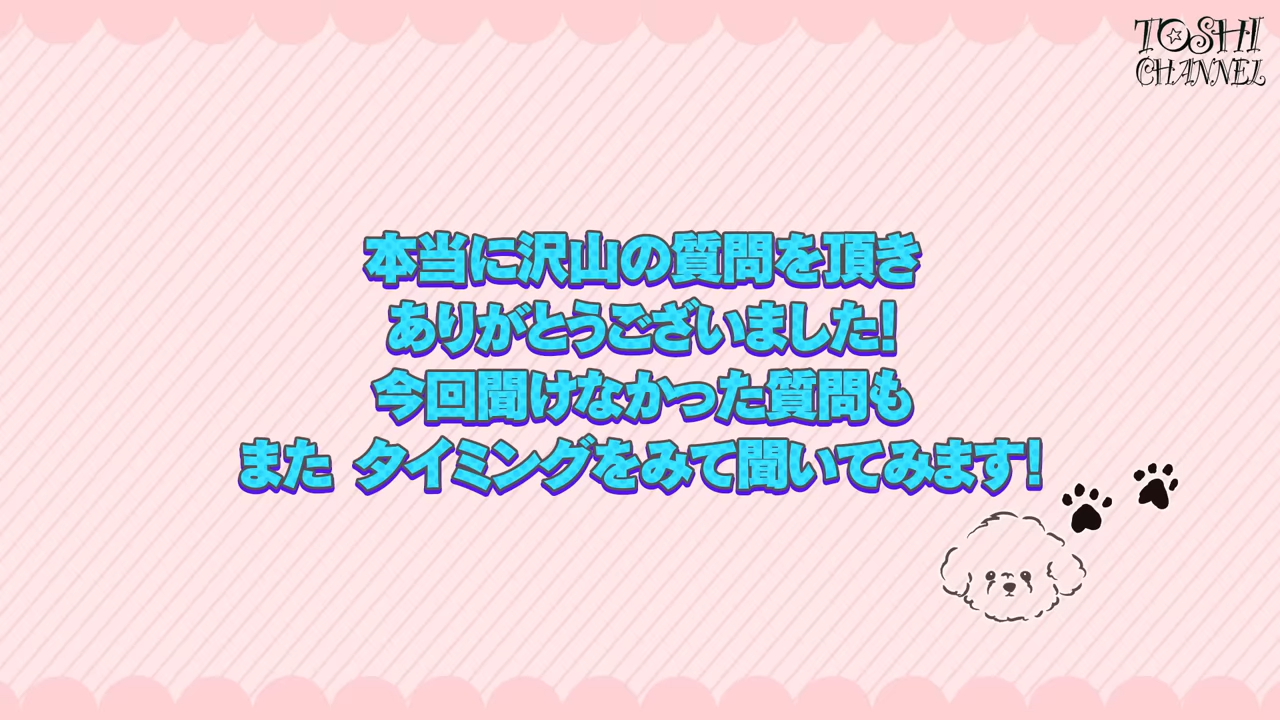 TOSHI
CHANNEL
本当に沢山の質問を頂き
ありがとうございました!
今回聞けなかった質問も
また タイミングをみて聞いてみます!